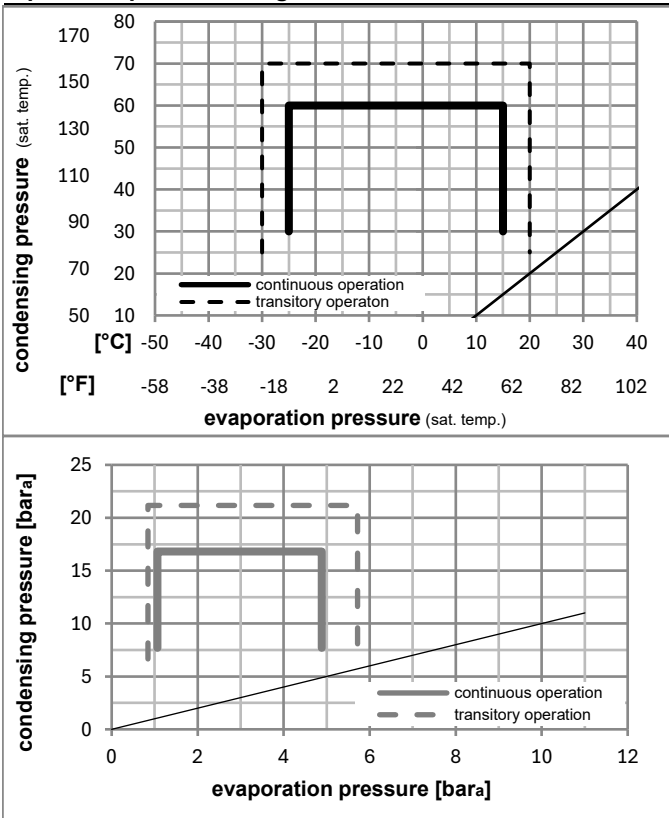 80
170
70
150
60
130
50
110
40
90
30
70
20
50
10
condensing pressure (sat. temp.)
continuous operation
transitory operaton
[°C] -50 -40 -30 -20 -10 0 10 20 30 40
[°F] -58 -38 -18 2 22 42 62 82 102
evaporation pressure (sat. temp.)
25
20
15
10
5
0
condensing pressure [bara]
continuous operation
transitory operation
0 2 4 6 8 10 12
evaporation pressure [bara]